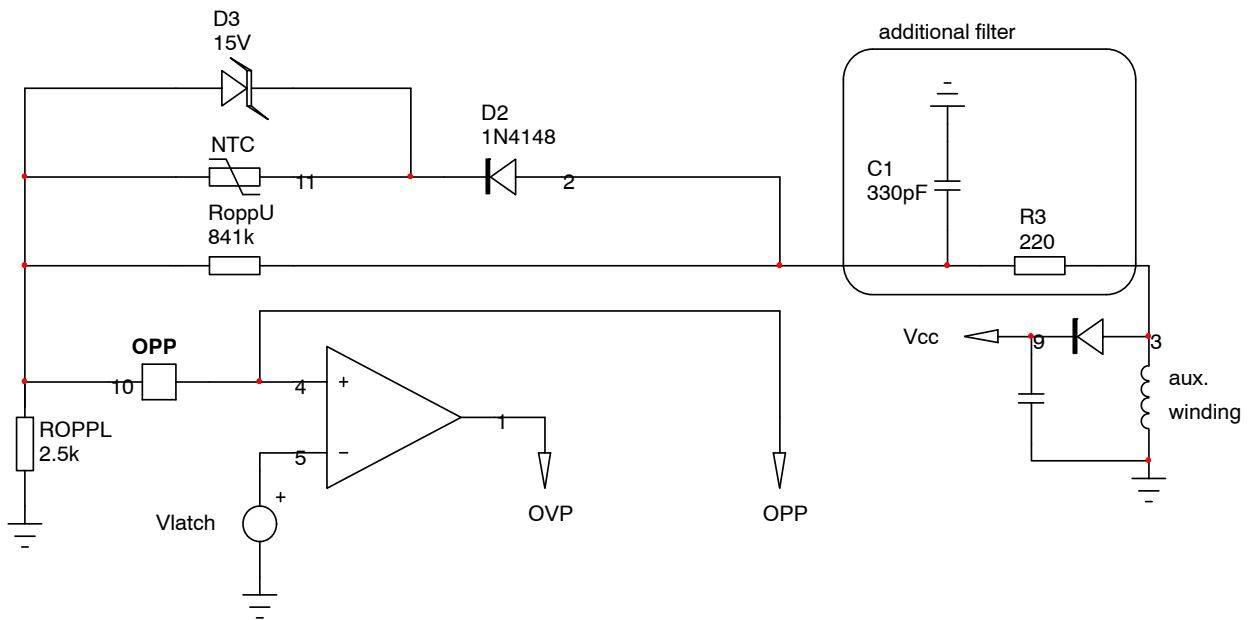 D3
15V
additional filter
D2
1N4148
NTC
11
2
C1
330pF
RoppU
841k
R3
220
OPP
Vcc
9
3
10
4
+
aux.
winding
ROPPL
2.5k
1
5
−
+
Vlatch
OVP
OPP